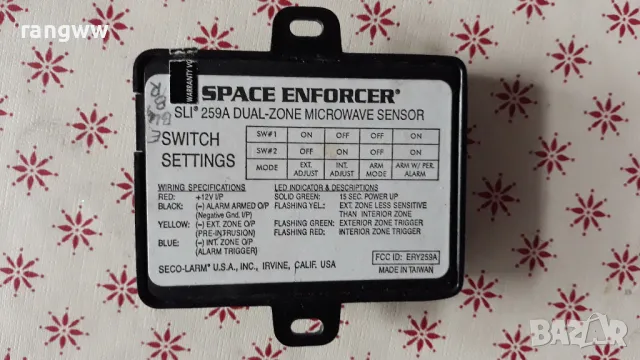 rangww
WARRANTY VO
SPACE ENFORCER®
SLI® 259A DUAL-ZONE MICROWAVE SENSOR
SWITCH
SETTINGS
SW#1 ON OFF OFF ON
SW#2 OFF ON OFF ON
MODE EXT. ADJUST INT. ADJUST ARM MODE ARM W/ PER. ALARM
WIRING SPECIFICATIONS LED INDICATOR & DESCRIPTIONS
RED: +12V I/P SOLID GREEN: 15 SEC. POWER UP
BLACK: (-) ALARM ARMED O/P FLASHING YEL.: EXT. ZONE LESS SENSITIVE
(Negative Gnd. I/P) THAN INTERIOR ZONE
YELLOW: (-) EXT. ZONE O/P FLASHING GREEN: EXTERIOR ZONE TRIGGER
(PRE-INTRUSION) FLASHING RED: INTERIOR ZONE TRIGGER
BLUE: (-) INT. ZONE O/P
(ALARM TRIGGER)
FCC ID: ERY259A
SECO-LARM® U.S.A., INC., IRVINE, CALIF. USA MADE IN TAIWAN
BAZAR